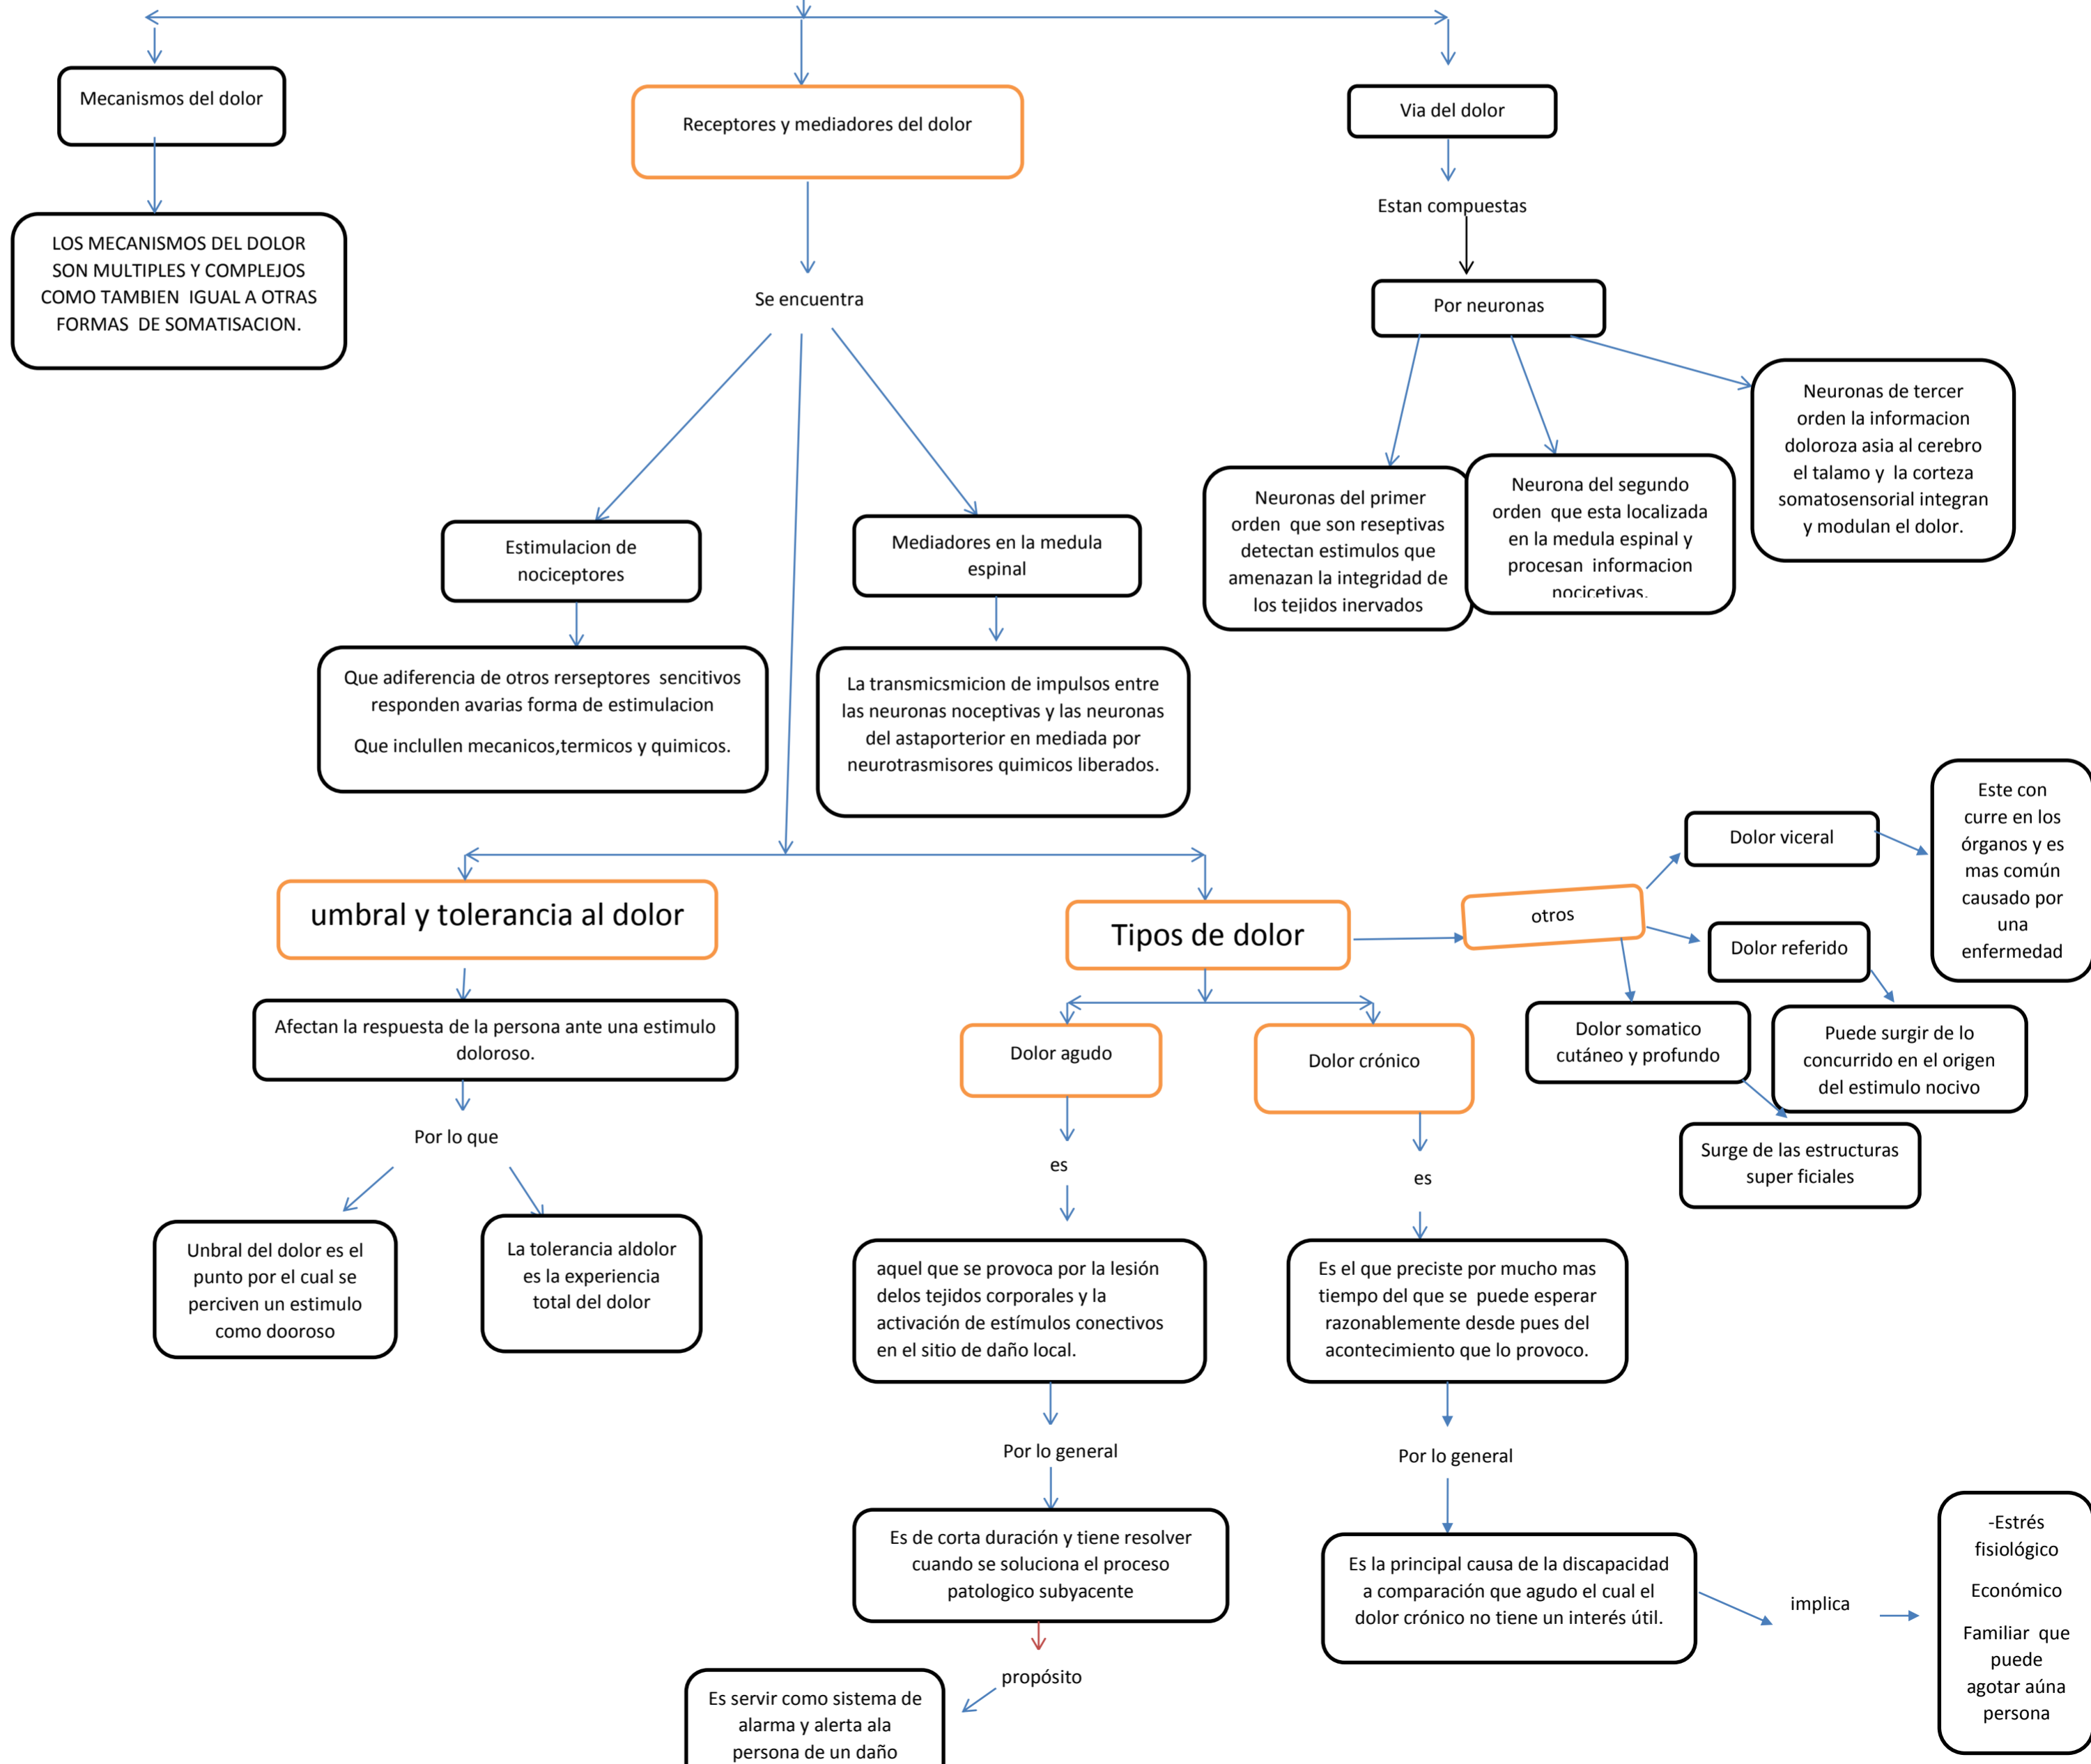 Mecanismos del dolor
LOS MECANISMOS DEL DOLOR
SON MULTIPLES Y COMPLEJOS
COMO TAMBIEN  IGUAL A OTRAS
FORMAS  DE SOMATISACION.
Receptores y mediadores del dolor
Se encuentra
Estimulacion de
nociceptores
Que adiferencia de otros rerseptores  sencitivos
responden avarias forma de estimulacion
Que inclullen mecanicos,termicos y quimicos.
Mediadores en la medula
espinal
La transmicsmicion de impulsos entre
las neuronas noceptivas y las neuronas
del astaporterior en mediada por
neurotrasmisores quimicos liberados.
Via del dolor
Estan compuestas
Por neuronas
Neuronas del primer
orden  que son reseptivas
detectan estimulos que
amenazan la integridad de
los tejidos inervados
Neurona del segundo
orden  que esta localizada
en la medula espinal y
procesan  informacion
nocicetivas.
Neuronas de tercer
orden la informacion
doloroza asia al cerebro
el talamo y  la corteza
somatosensorial integran
y modulan el dolor.
umbral y tolerancia al dolor
Afectan la respuesta de la persona ante una estimulo
doloroso.
Por lo que
Unbral del dolor es el
punto por el cual se
perciven un estimulo
como dooroso
La tolerancia aldolor
es la experiencia
total del dolor
Tipos de dolor
Dolor agudo
es
aquel que se provoca por la lesión
delos tejidos corporales y la
activación de estímulos conectivos
en el sitio de daño local.
Por lo general
Es de corta duración y tiene resolver
cuando se soluciona el proceso
patologico subyacente
propósito
Es servir como sistema de
alarma y alerta ala
persona de un daño
Dolor crónico
es
Es el que preciste por mucho mas
tiempo del que se  puede esperar
razonablemente desde pues del
acontecimiento que lo provoco.
Por lo general
Es la principal causa de la discapacidad
a comparación que agudo el cual el
dolor crónico no tiene un interés útil.
implica
-Estrés
fisiológico
Económico
Familiar  que
puede
agotar aúna
persona
otros
Dolor viceral
Este con
curre en los
órganos y es
mas común
causado por
una
enfermedad
Dolor referido
Puede surgir de lo
concurrido en el origen
del estimulo nocivo
Dolor somatico
cutáneo y profundo
Surge de las estructuras
super ficiales